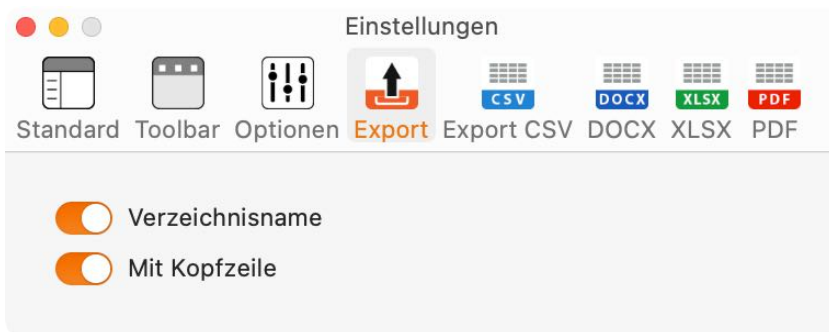 Einstellungen
CSV DOCX XLSX PDF
Standard Toolbar Optionen Export Export CSV DOCX XLSX PDF
Verzeichnisname
Mit Kopfzeile